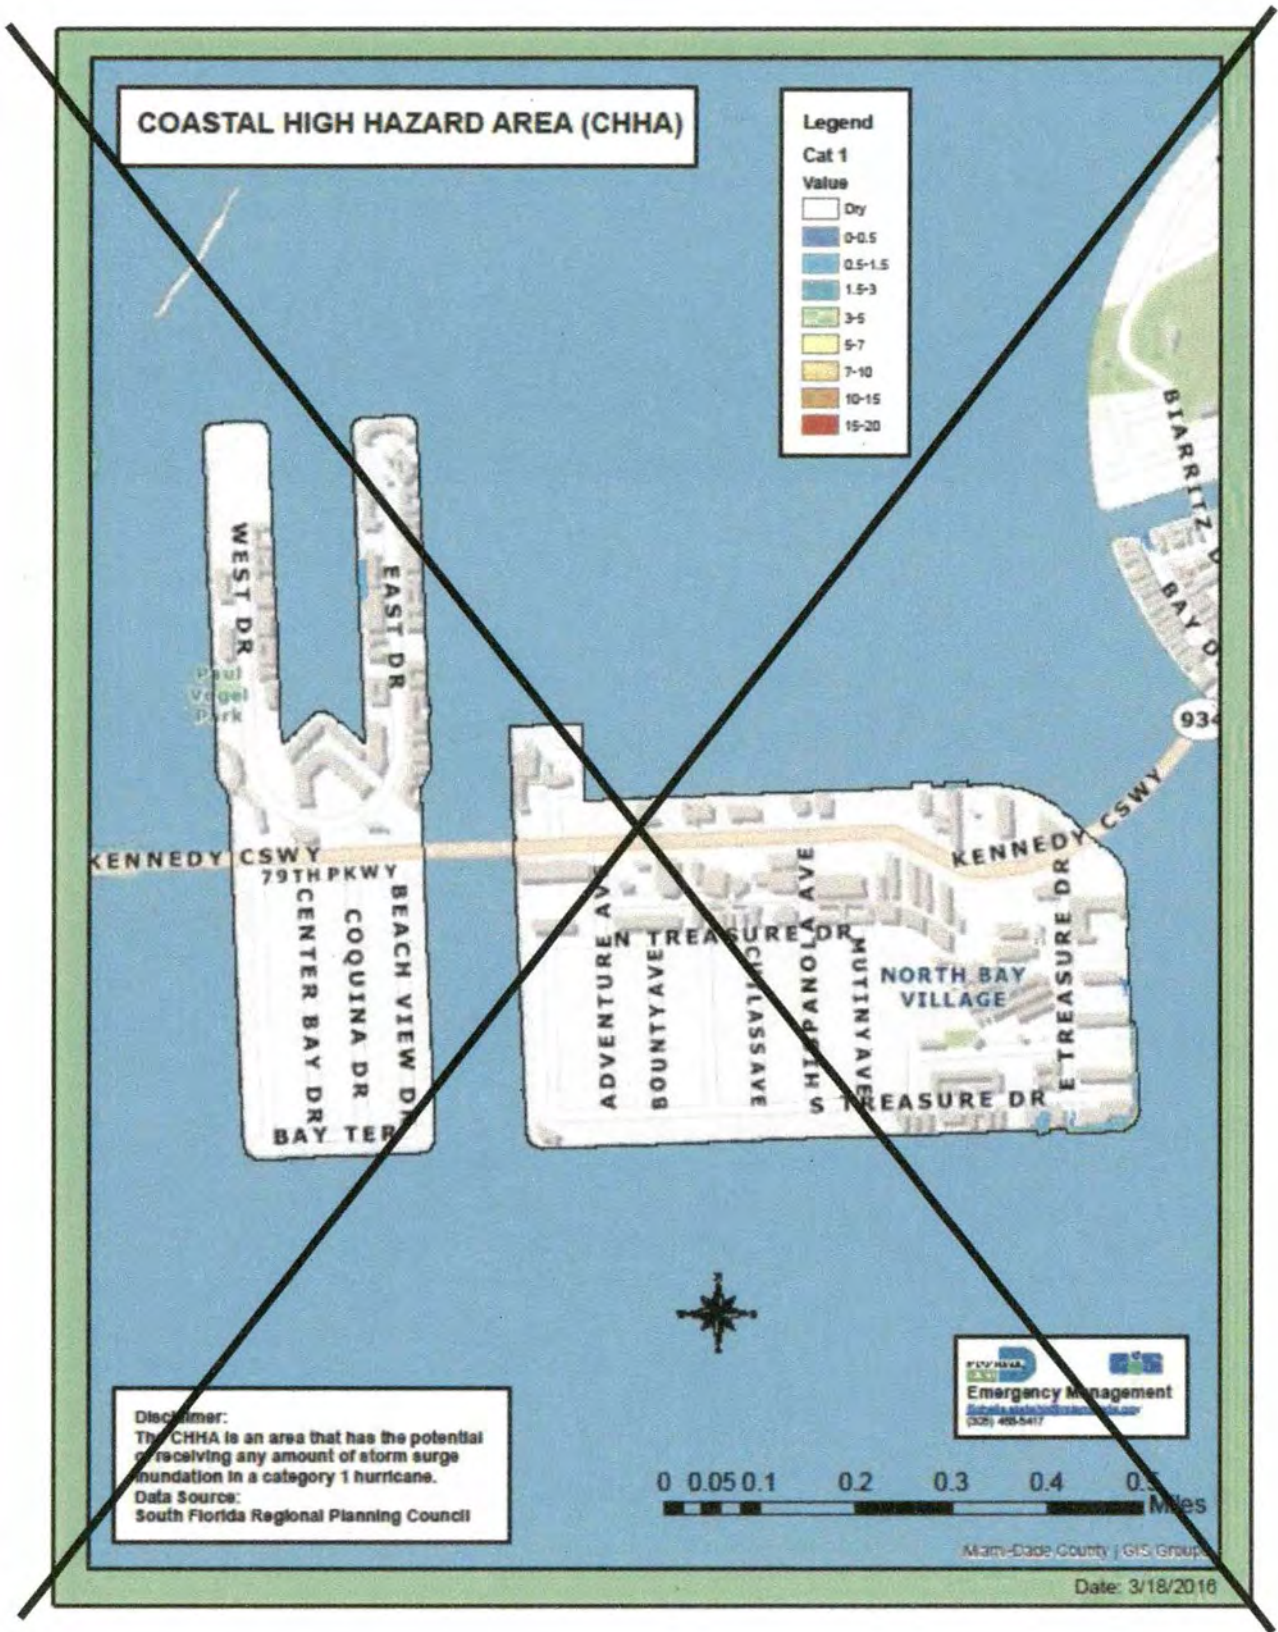 COASTAL HIGH HAZARD AREA (CHHA)
Legend
Cat 1
Value
Dry
0-0.5
0.5-1.5
1.5-3
3-5
5-7
7-10
10-15
15-20
BIARRITZ D
BAY D
934
WEST DR
EAST DR
Paul
Vogel
Park
KENNEDY CSWY
KENNEDY CSWY
79TH PKWY
CENTER BAY DR
COQUINA DR
BEACH VIEW DR
BAY TER
ADVENTURE AVE
BOUNTY AVE
N TREASURE DR
HISPANOLA AVE
MUTINY AVE
NORTH BAY
VILLAGE
E TREASURE DR
S TREASURE DR
N
Emergency Management
(305) 468-5417
Disclaimer:
The CHHA is an area that has the potential
of receiving any amount of storm surge
inundation in a category 1 hurricane.
Data Source:
South Florida Regional Planning Council
0 0.05 0.1 0.2 0.3 0.4 0.5
Miles
Miami-Dade County | GIS Group
Date: 3/18/2016